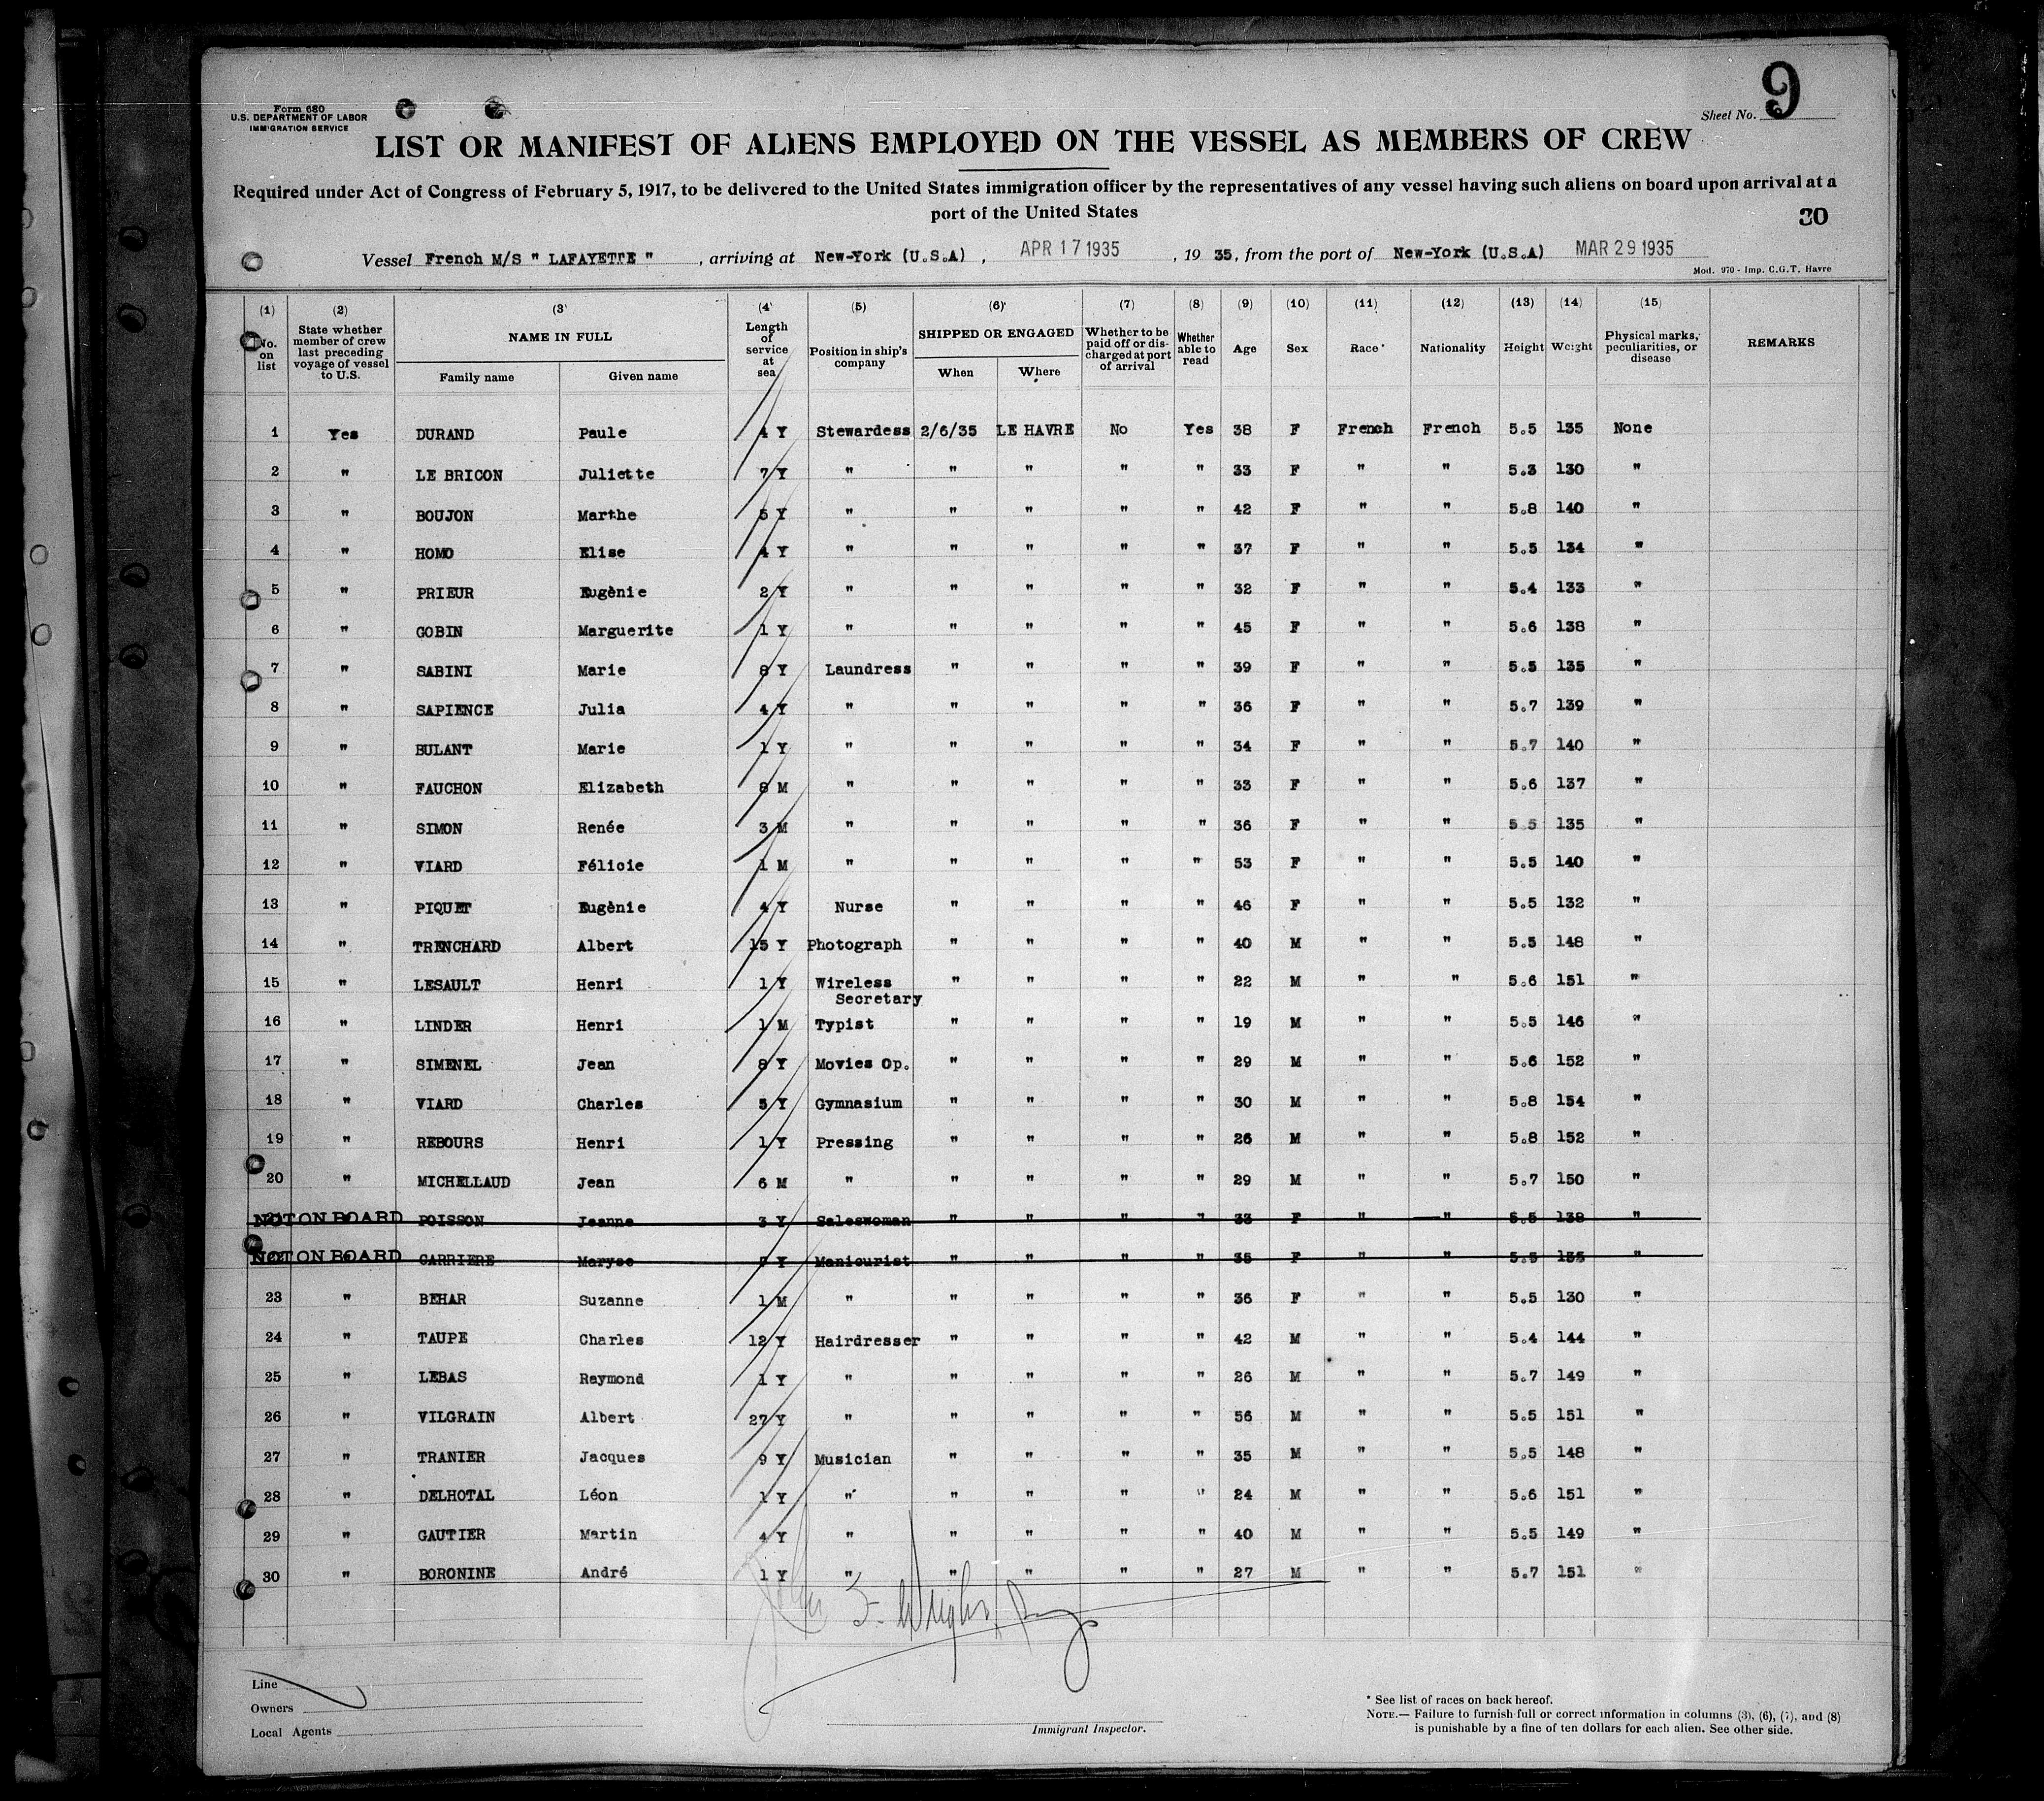 Form 680
U.S. DEPARTMENT OF LABOR
IMMIGRATION SERVICE
Sheet No. 9
LIST OR MANIFEST OF ALIENS EMPLOYED ON THE VESSEL AS MEMBERS OF CREW
Required under Act of Congress of February 5, 1917, to be delivered to the United States immigration officer by the representatives of any vessel having such aliens on board upon arrival at a
port of the United States
30
Vessel French M/S " LAFAYETTE " , arriving at New-York (U.S.A) , APR 17 1935 , 19 35, from the port of New-York (U.S.A) MAR 29 1935
Mod. 970 - Imp. C.G.T. Havre
(1) (2) (3) (4) (5) (6) (7) (8) (9) (10) (11) (12) (13) (14) (15)
No. on list | State whether member of crew last preceding voyage of vessel to U.S. | NAME IN FULL | Family name | Given name | Length of service at sea | Position in ship's company | SHIPPED OR ENGAGED | When | Where | Whether to be paid off or discharged at port of arrival | Whether able to read | Age | Sex | Race * | Nationality | Height | Weight | Physical marks, peculiarities, or disease | REMARKS
1 Yes DURAND Paule 4 Y Stewardess 2/6/35 LE HAVRE No Yes 38 F French French 5.5 135 None
2 " LE BRICON Juliette 7 Y " " " " " 33 F " " 5.3 130 "
3 " BOUJON Marthe 5 Y " " " " " 42 F " " 5.8 140 "
4 " HOMO Elise 4 Y " " " " " 37 F " " 5.5 134 "
5 " PRIEUR Eugènie 2 Y " " " " " 32 F " " 5.4 133 "
6 " GOBIN Marguerite 1 Y " " " " " 45 F " " 5.6 138 "
7 " SABINI Marie 8 Y Laundress " " " " 39 F " " 5.5 135 "
8 " SAPIENCE Julia 4 Y " " " " " 36 F " " 5.7 139 "
9 " BULANT Marie 1 Y " " " " " 34 F " " 5.7 140 "
10 " FAUCHON Elizabeth 8 M " " " " " 33 F " " 5.6 137 "
11 " SIMON Renée 3 M " " " " " 36 F " " 5.5 135 "
12 " VIARD Félicie 1 M " " " " " 53 F " " 5.5 140 "
13 " PIQUET Eugènie 4 Y Nurse " " " " 46 F " " 5.5 132 "
14 " TRENCHARD Albert 15 Y Photograph " " " " 40 M " " 5.5 148 "
15 " LESAULT Henri 1 Y Wireless " " " " 22 M " " 5.6 151 "
Secretary
16 " LINDER Henri 1 M Typist " " " " 19 M " " 5.5 146 "
17 " SIMENEL Jean 8 Y Movies Op. " " " " 29 M " " 5.6 152 "
18 " VIARD Charles 5 Y Gymnasium " " " " 30 M " " 5.8 154 "
19 " REBOURS Henri 1 Y Pressing " " " " 26 M " " 5.8 152 "
20 " MICHELLAUD Jean 6 M " " " " " 29 M " " 5.7 150 "
NOT ON BOARD POISSON Jeanne 3 Y Saleswoman " " " " 33 F " " 5.5 138 "
NOT ON BOARD CARRIERE Maryse Y Manicurist " " " " 35 F " " 5.5 135 "
23 " BEHAR Suzanne 1 M " " " " " 36 F " " 5.5 130 "
24 " TAUPE Charles 12 Y Hairdresser " " " " 42 M " " 5.4 144 "
25 " LEBAS Raymond 1 Y " " " " " 26 M " " 5.7 149 "
26 " VILGRAIN Albert 27 Y " " " " " 56 M " " 5.5 151 "
27 " TRANIER Jacques 9 Y Musician " " " " 35 M " " 5.5 148 "
28 " DELHOTAL Léon 1 Y " " " " " 24 M " " 5.6 151 "
29 " GAUTIER Martin 4 Y " " " " " 40 M " " 5.5 149 "
30 " BORONINE André 1 Y " " " " " 27 M " " 5.7 151 "
Line
Owners
Local Agents
Immigrant Inspector.
* See list of races on back hereof.
NOTE.— Failure to furnish full or correct information in columns (3), (6), (7), and (8)
is punishable by a fine of ten dollars for each alien. See other side.